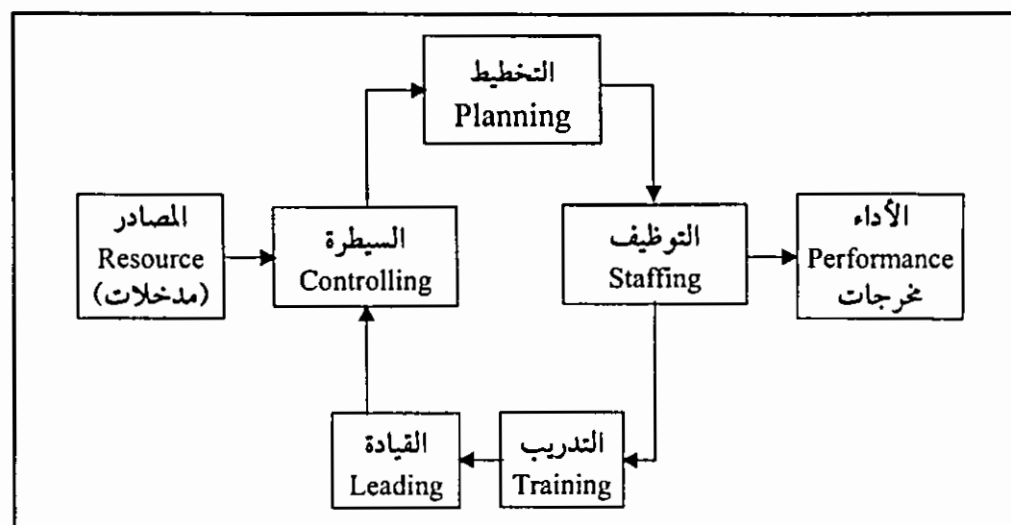 التخطيط
Planning
المصادر
Resource
(مدخلات)
السيطرة
Controlling
التوظيف
Staffing
الأداء
Performance
مخرجات
القيادة
Leading
التدريب
Training